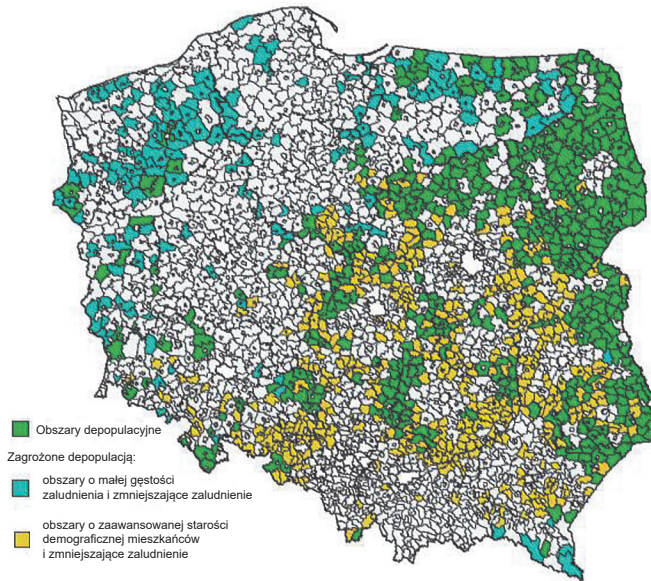 Obszary depopulacyjne
Zagrożone depopulacją:
obszary o małej gęstości
zaludnienia i zmniejszające zaludnienie
obszary o zaawansowanej starości
demograficznej mieszkańców
i zmniejszające zaludnienie